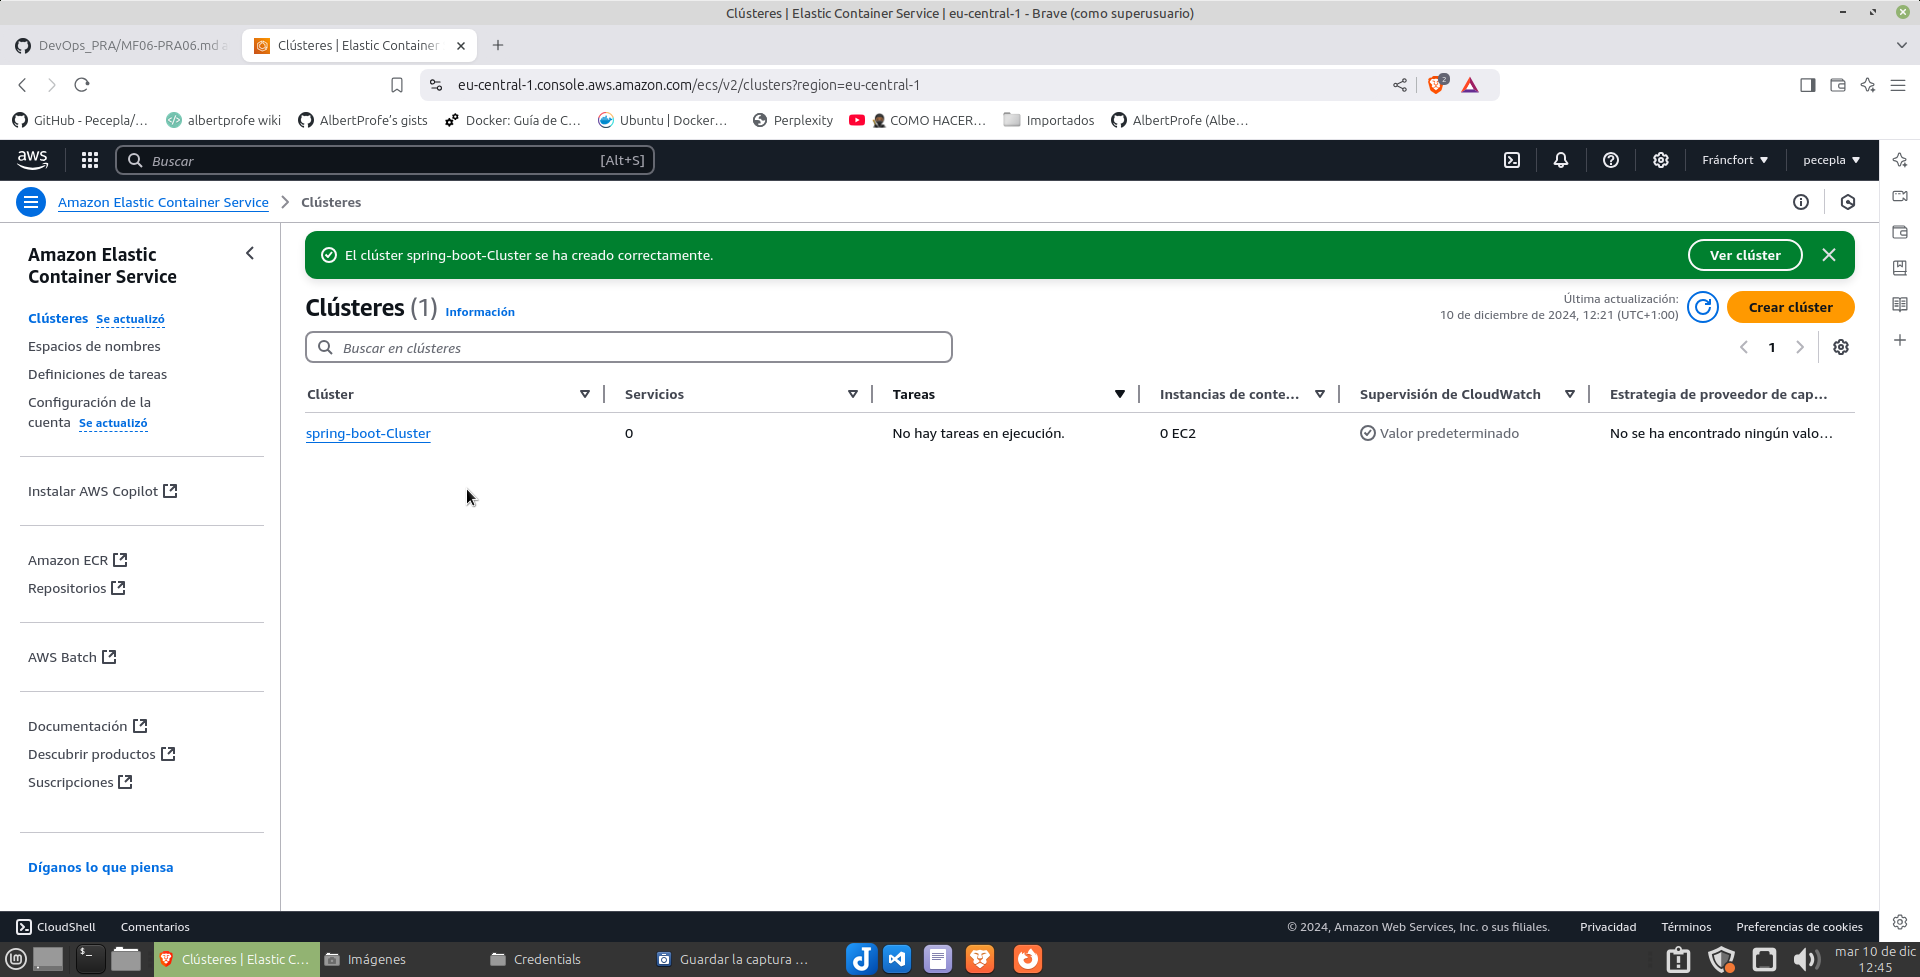 Clústeres | Elastic Container Service | eu-central-1 - Brave (como superusuario)
DevOps_PRA/MF06-PRA06.md a
Clústeres | Elastic Container
eu-central-1.console.aws.amazon.com/ecs/v2/clusters?region=eu-central-1
2
GitHub - Pecepla/…
albertprofe wiki
AlbertProfe's gists
Docker: Guía de C…
Ubuntu | Docker…
Perplexity
COMO HACER…
Importados
AlbertProfe (Albe…
aws
Buscar
[Alt+S]
Fráncfort
pecepla
Amazon Elastic Container Service
Clústeres
Amazon Elastic
Container Service
Clústeres Se actualizó
Espacios de nombres
Definiciones de tareas
Configuración de la
cuenta Se actualizó
Instalar AWS Copilot
Amazon ECR
Repositorios
AWS Batch
Documentación
Descubrir productos
Suscripciones
Díganos lo que piensa
El clúster spring-boot-Cluster se ha creado correctamente.
Ver clúster
Clústeres (1) Información
Última actualización:
10 de diciembre de 2024, 12:21 (UTC+1:00)
Crear clúster
Buscar en clústeres
1
Clúster
Servicios
Tareas
Instancias de conte…
Supervisión de CloudWatch
Estrategia de proveedor de cap…
spring-boot-Cluster
0
No hay tareas en ejecución.
0 EC2
Valor predeterminado
No se ha encontrado ningún valo…
CloudShell
Comentarios
© 2024, Amazon Web Services, Inc. o sus filiales.
Privacidad
Términos
Preferencias de cookies
Clústeres | Elastic C…
Imágenes
Credentials
Guardar la captura …
mar 10 de dic
12:45